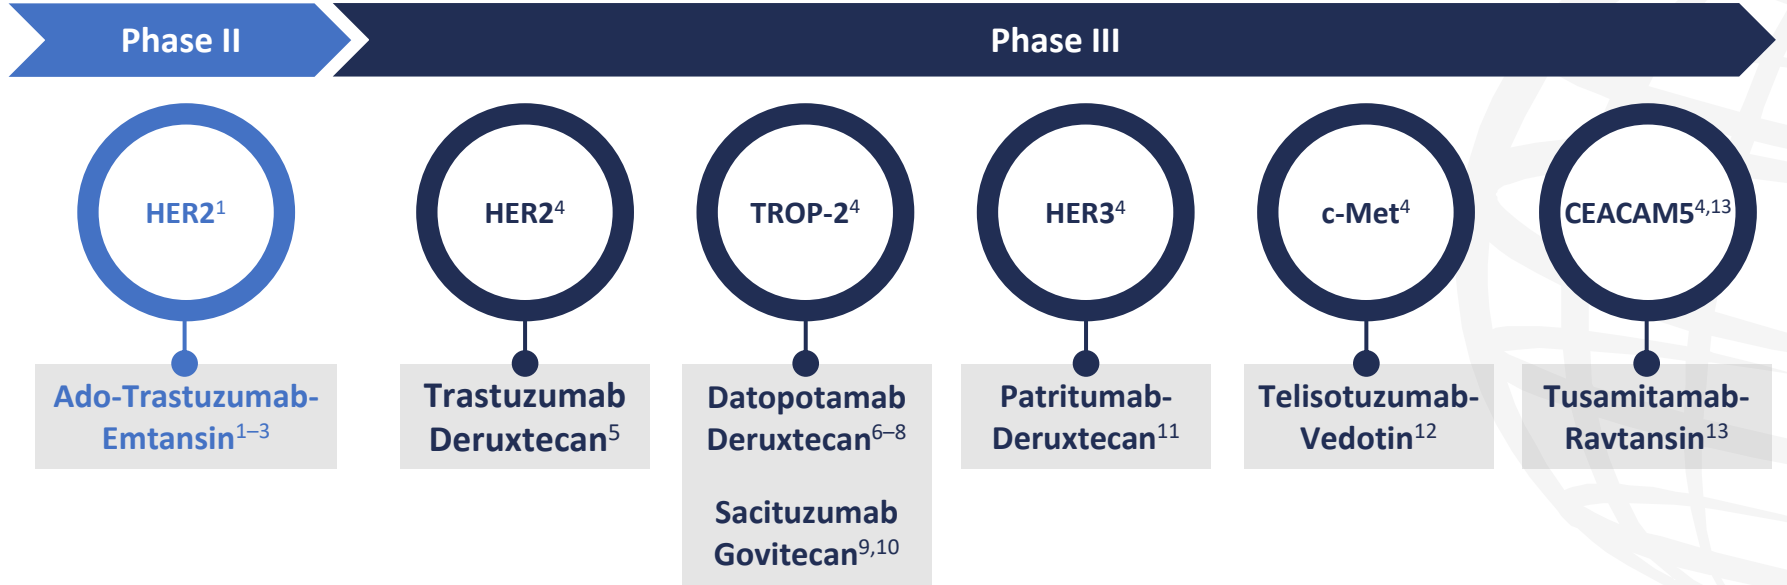 Phase II
Phase III
HER2¹
HER2⁴
TROP-2⁴
HER3⁴
c-Met⁴
CEACAM5⁴,¹³
Ado-Trastuzumab-
Emtansin¹⁻³
Trastuzumab
Deruxtecan⁵
Datopotamab
Deruxtecan⁶⁻⁸
Sacituzumab
Govitecan⁹,¹⁰
Patritumab-
Deruxtecan¹¹
Telisotuzumab-
Vedotin¹²
Tusamitamab-
Ravtansin¹³